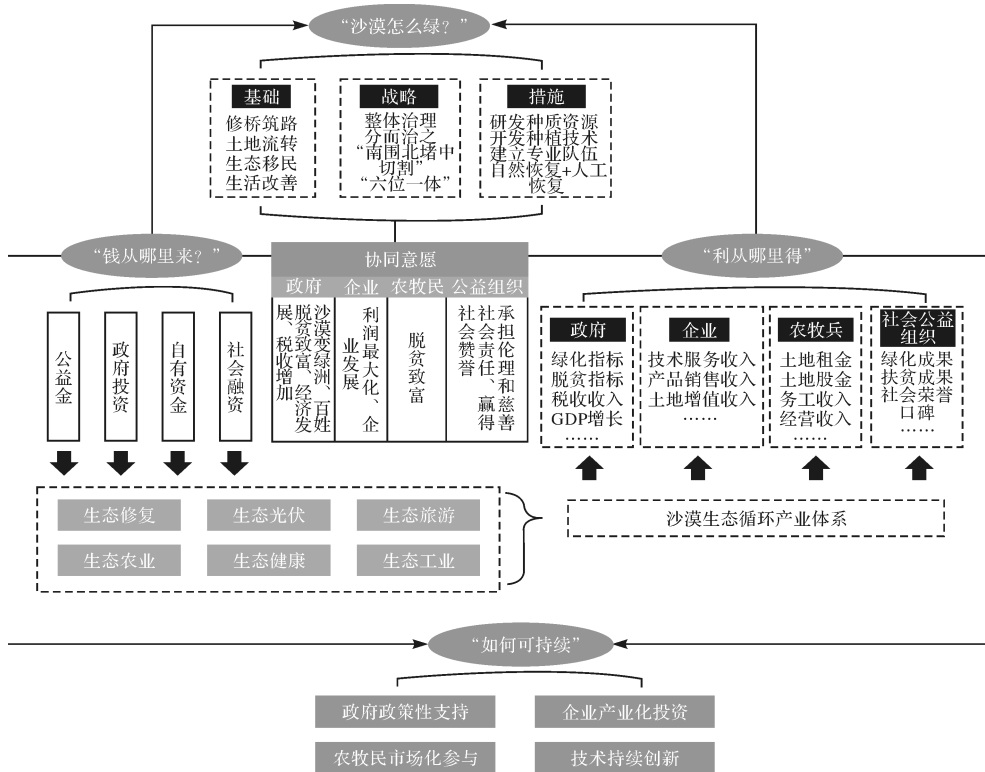 “沙漠怎么绿？”
基础
修桥筑路
土地流转
生态移民
生活改善
战略
整体治理
分而治之
“南围北堵中
切割”
“六位一体”
措施
研发种质资源
开发种植技术
建立专业队伍
自然恢复+人工
恢复
“钱从哪里来？”
公益金
政府投资
自有资金
社会融资
协同意愿
政府
企业
农牧民
公益组织
沙漠变绿洲、百姓
脱贫致富、经济发
展、税收增加
利润最大化、企
业发展
脱贫致富
承担伦理和慈善
社会责任、赢得
社会赞誉
“利从哪里得”
政府
绿化指标
脱贫指标
税收收入
GDP增长
……
企业
技术服务收入
产品销售收入
土地增值收入
……
农牧兵
土地租金
土地股金
务工收入
经营收入
……
社会公益
组织
绿化成果
扶贫成果
社会荣誉
口碑
……
生态修复
生态光伏
生态旅游
生态农业
生态健康
生态工业
沙漠生态循环产业体系
“如何可持续”
政府政策性支持
企业产业化投资
农牧民市场化参与
技术持续创新